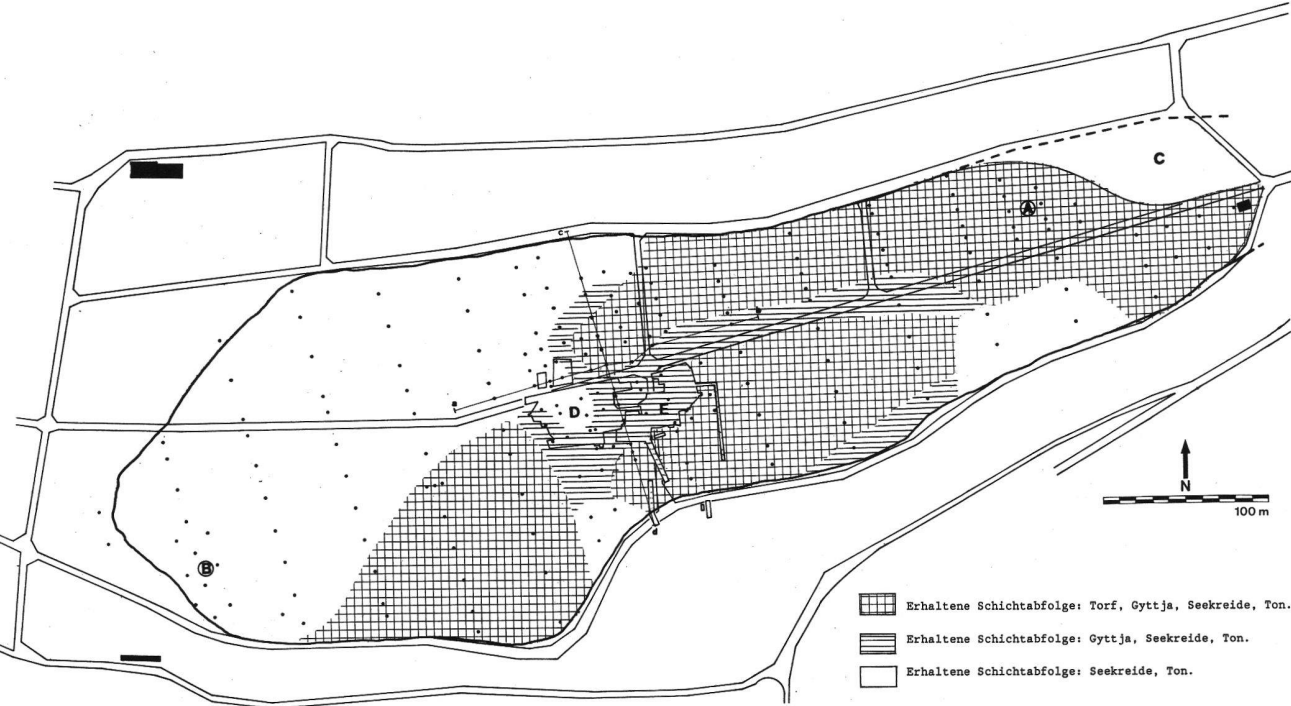 C
A
c
b
a
D
E
N
100 m
d
B
Erhaltene Schichtabfolge: Torf, Gyttja, Seekreide, Ton.
Erhaltene Schichtabfolge: Gyttja, Seekreide, Ton.
Erhaltene Schichtabfolge: Seekreide, Ton.